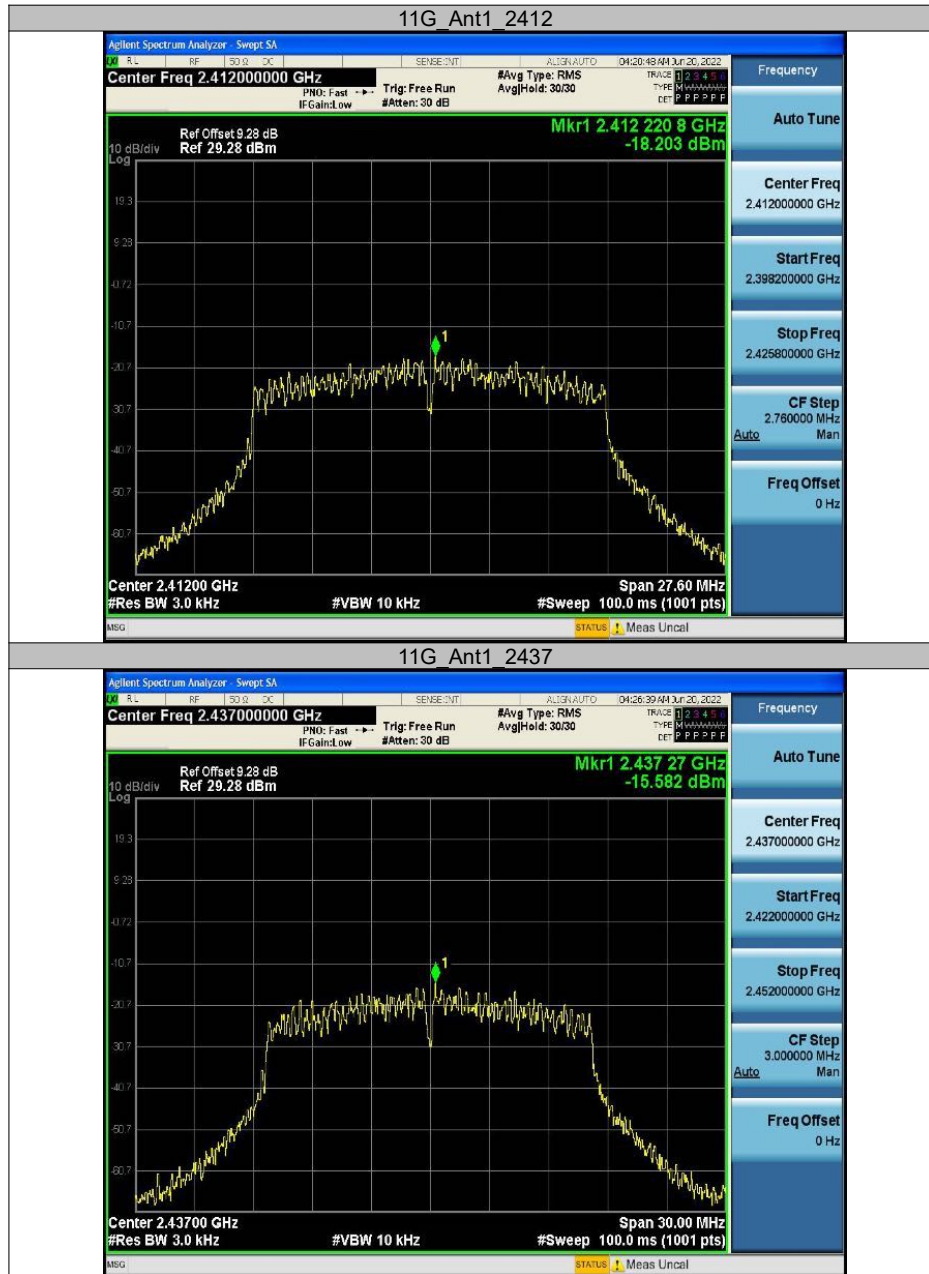 11G_Ant1_2412
Agilent Spectrum Analyzer - Swept SA
RL RF 50 Ω DC SENSE:INT ALIGN AUTO 04:20:48 AM Jun 20, 2022
Center Freq 2.412000000 GHz
PNO: Fast
IFGain:Low
Trig: Free Run
#Atten: 30 dB
#Avg Type: RMS
Avg|Hold: 30/30
TRACE 1 2 3 4 5 6
TYPE M
DET P P P P P P
Mkr1 2.412 220 8 GHz
-18.203 dBm
Ref Offset 9.28 dB
10 dB/div Ref 29.28 dBm
Log
19.3
9.28
-0.72
-10.7
-20.7
-30.7
-40.7
-50.7
-60.7
1
Center 2.41200 GHz
Span 27.60 MHz
#Res BW 3.0 kHz
#VBW 10 kHz
#Sweep 100.0 ms (1001 pts)
MSG
STATUS
Meas Uncal
Frequency
Auto Tune
Center Freq
2.412000000 GHz
Start Freq
2.398200000 GHz
Stop Freq
2.425800000 GHz
CF Step
2.760000 MHz
Auto Man
Freq Offset
0 Hz
11G_Ant1_2437
Agilent Spectrum Analyzer - Swept SA
RL RF 50 Ω DC SENSE:INT ALIGN AUTO 04:26:39 AM Jun 20, 2022
Center Freq 2.437000000 GHz
PNO: Fast
IFGain:Low
Trig: Free Run
#Atten: 30 dB
#Avg Type: RMS
Avg|Hold: 30/30
TRACE 1 2 3 4 5 6
TYPE M
DET P P P P P P
Mkr1 2.437 27 GHz
-15.582 dBm
Ref Offset 9.28 dB
10 dB/div Ref 29.28 dBm
Log
19.3
9.28
-0.72
-10.7
-20.7
-30.7
-40.7
-50.7
-60.7
1
Center 2.43700 GHz
Span 30.00 MHz
#Res BW 3.0 kHz
#VBW 10 kHz
#Sweep 100.0 ms (1001 pts)
MSG
STATUS
Meas Uncal
Frequency
Auto Tune
Center Freq
2.437000000 GHz
Start Freq
2.422000000 GHz
Stop Freq
2.452000000 GHz
CF Step
3.000000 MHz
Auto Man
Freq Offset
0 Hz